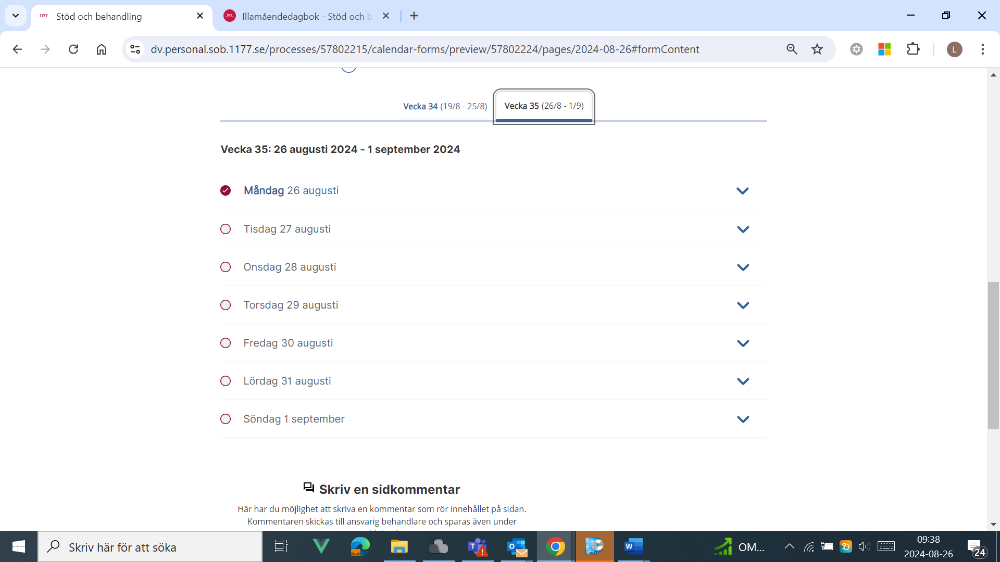 1177 Stöd och behandling
1177 Illamåendedagbok - Stöd och b
dv.personal.sob.1177.se/processes/57802215/calendar-forms/preview/57802224/pages/2024-08-26#formContent
L
Vecka 34 (19/8 - 25/8)
Vecka 35 (26/8 - 1/9)
Vecka 35: 26 augusti 2024 - 1 september 2024
Måndag 26 augusti
Tisdag 27 augusti
Onsdag 28 augusti
Torsdag 29 augusti
Fredag 30 augusti
Lördag 31 augusti
Söndag 1 september
Skriv en sidkommentar
Här har du möjlighet att skriva en kommentar som rör innehållet på sidan.
Kommentaren skickas till ansvarig behandlare och sparas även under
Skriv här för att söka
OM...
09:38
2024-08-26
24